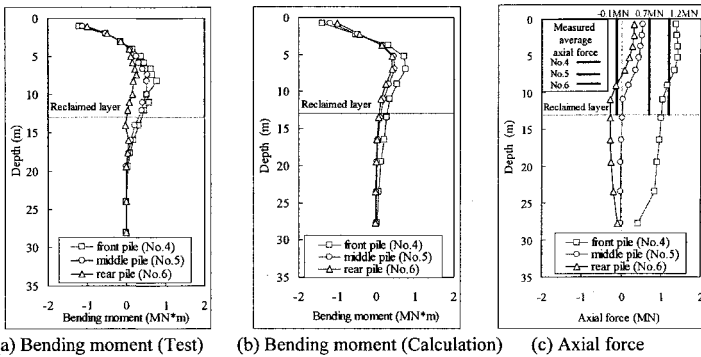 0
5
10
15
20
25
30
35
Depth (m)
Reclaimed layer
front pile (No.4)
middle pile (No.5)
rear pile (No.6)
-2 -1 0 1 2
Bending moment (MN*m)
a) Bending moment (Test)
0
5
10
15
20
25
30
35
Depth (m)
Reclaimed layer
front pile (No.4)
middle pile (No.5)
rear pile (No.6)
-2 -1 0 1 2
Bending moment (MN*m)
(b) Bending moment (Calculation)
-0.1MN 0.7MN 1.2MN
0
5
10
15
20
25
30
35
Depth (m)
Measured
average
axial force
No.4
No.5
No.6
Reclaimed layer
front pile (No.4)
middle pile (No.5)
rear pile (No.6)
-2 -1 0 1 2
Axial force (MN)
(c) Axial force